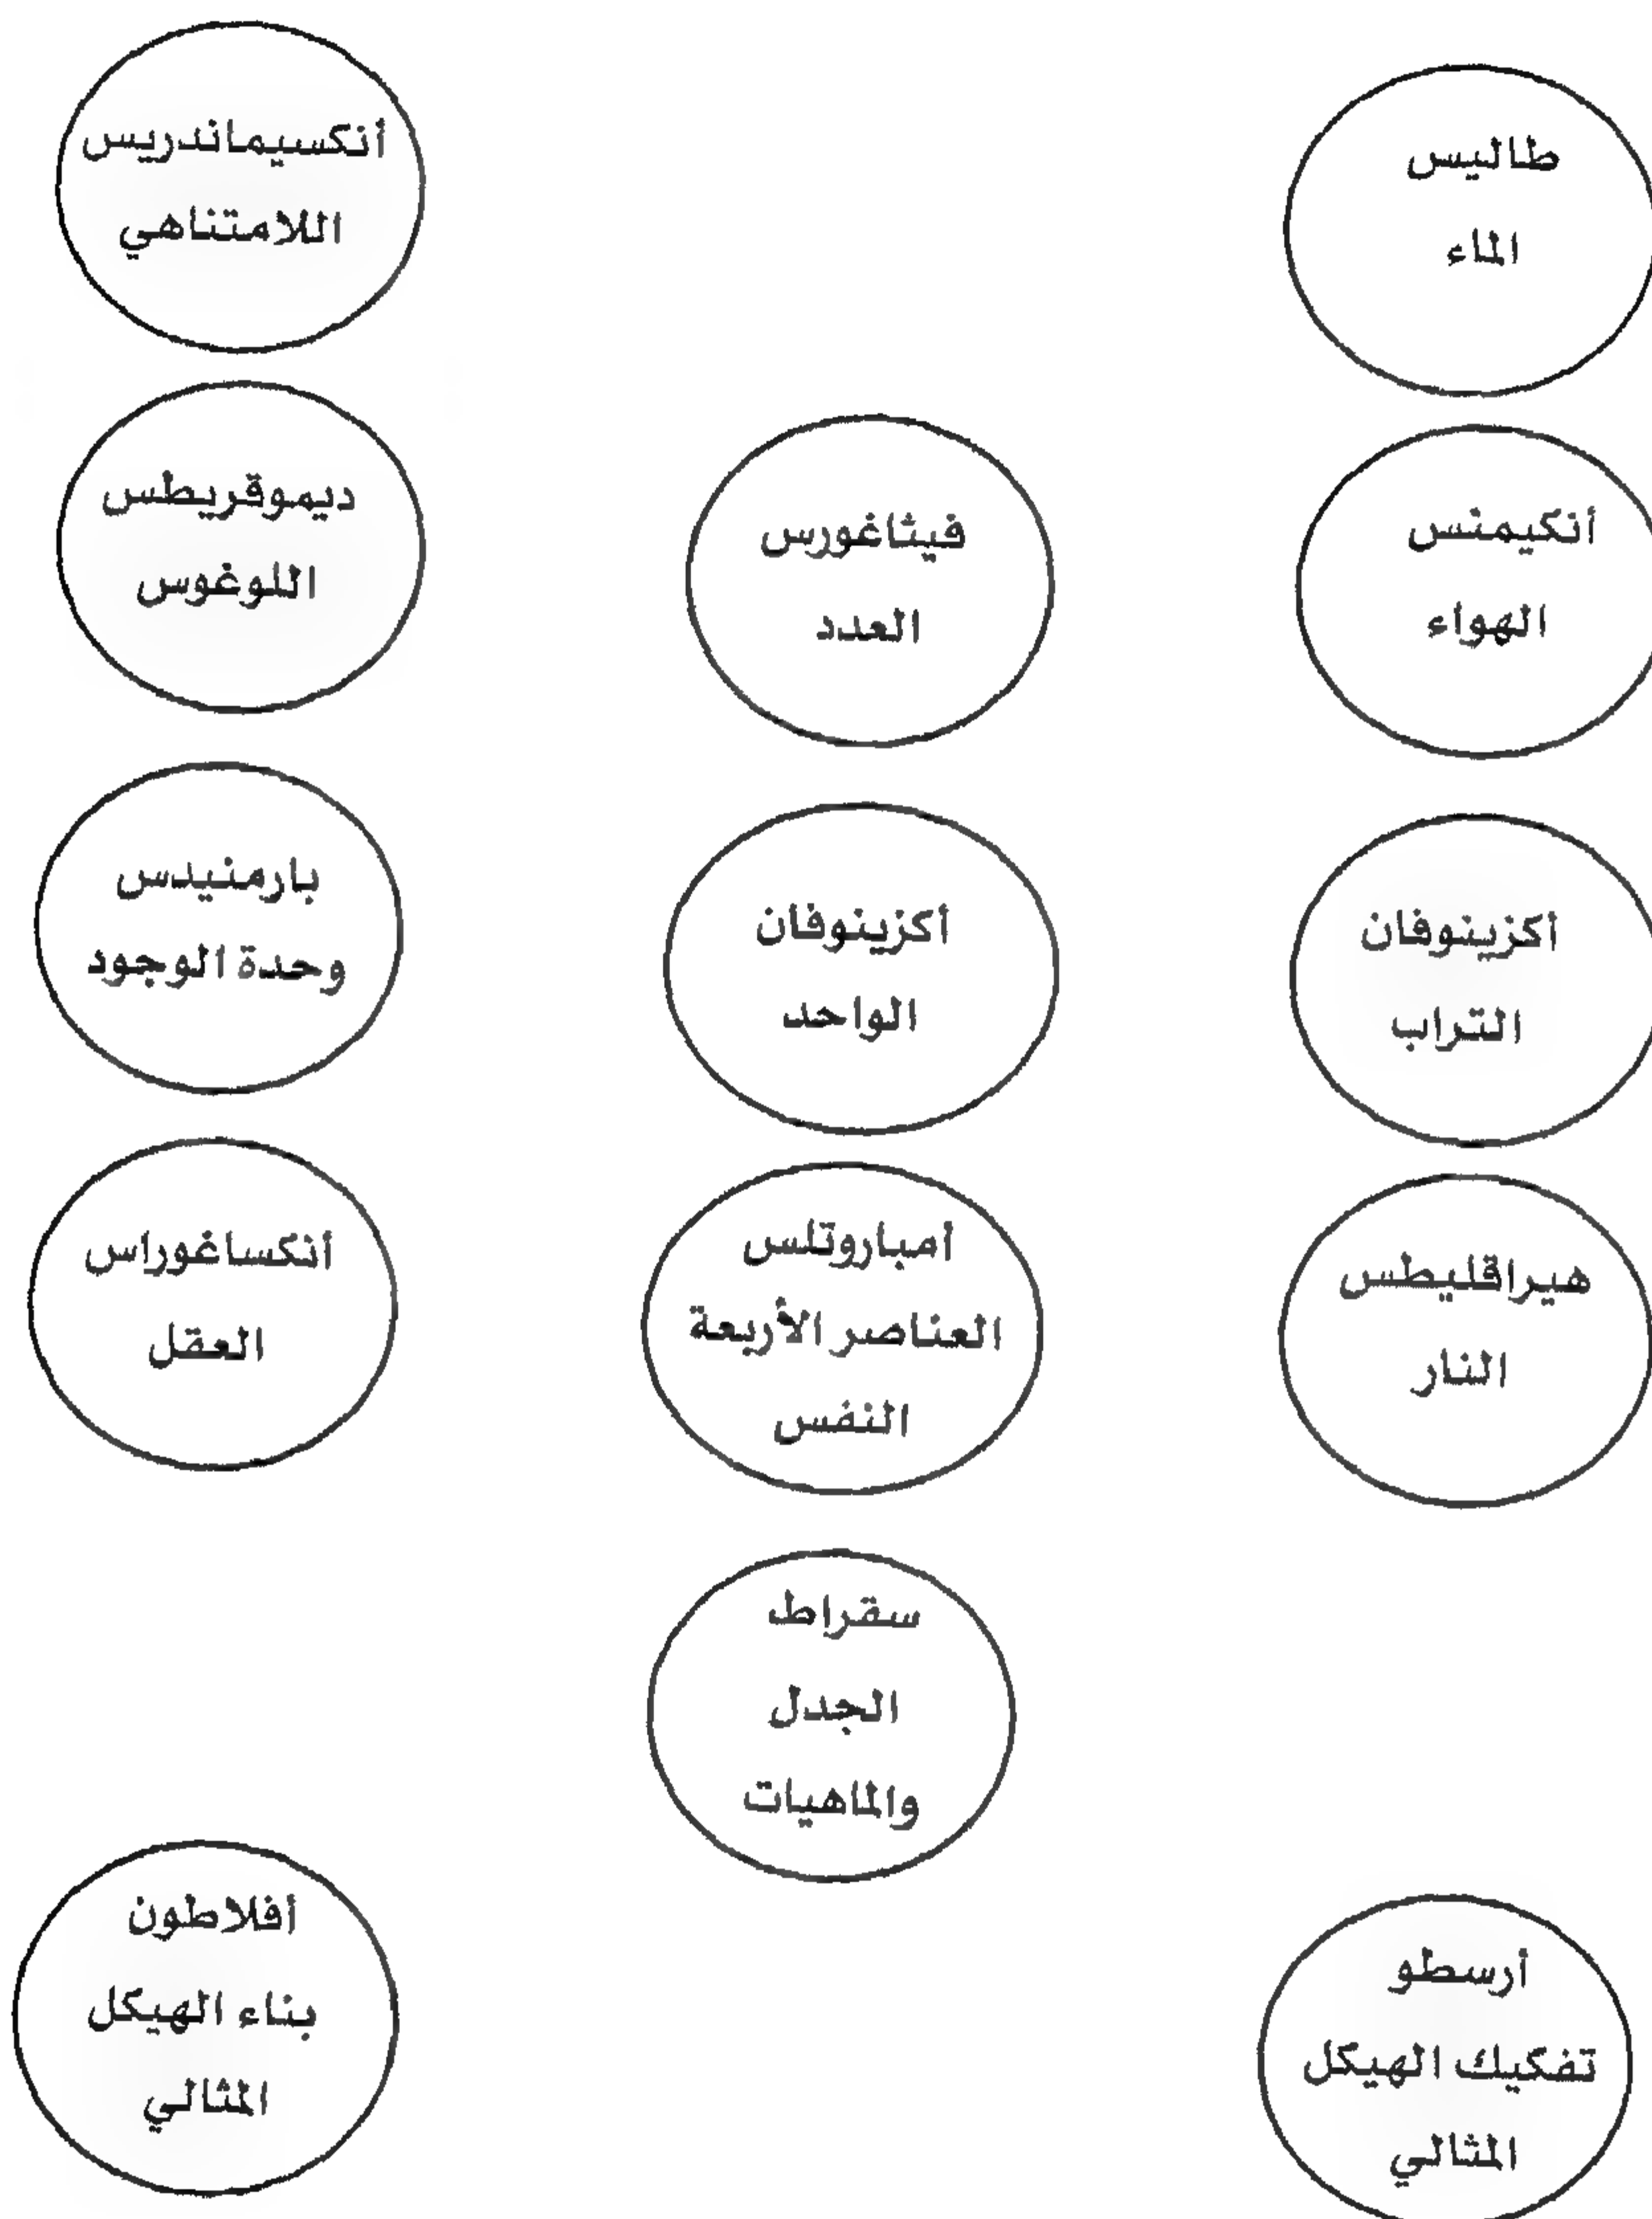 طاليس
الماء
أنكسيماندريس
اللامتناهي
أنكيمنس
الهواء
فيثاغورس
العدد
ديموقريطس
اللوغوس
أكزينوفان
التراب
أكزينوفان
الواحد
بارمنيدس
وحدة الوجود
هيراقليطس
النار
أمباروتلس
العناصر الأربعة
النفس
أنكساغوراس
العقل
سقراط
الجدل
والماهيات
أرسطو
تفكيك الهيكل
المثالي
أفلاطون
بناء الهيكل
المثالي